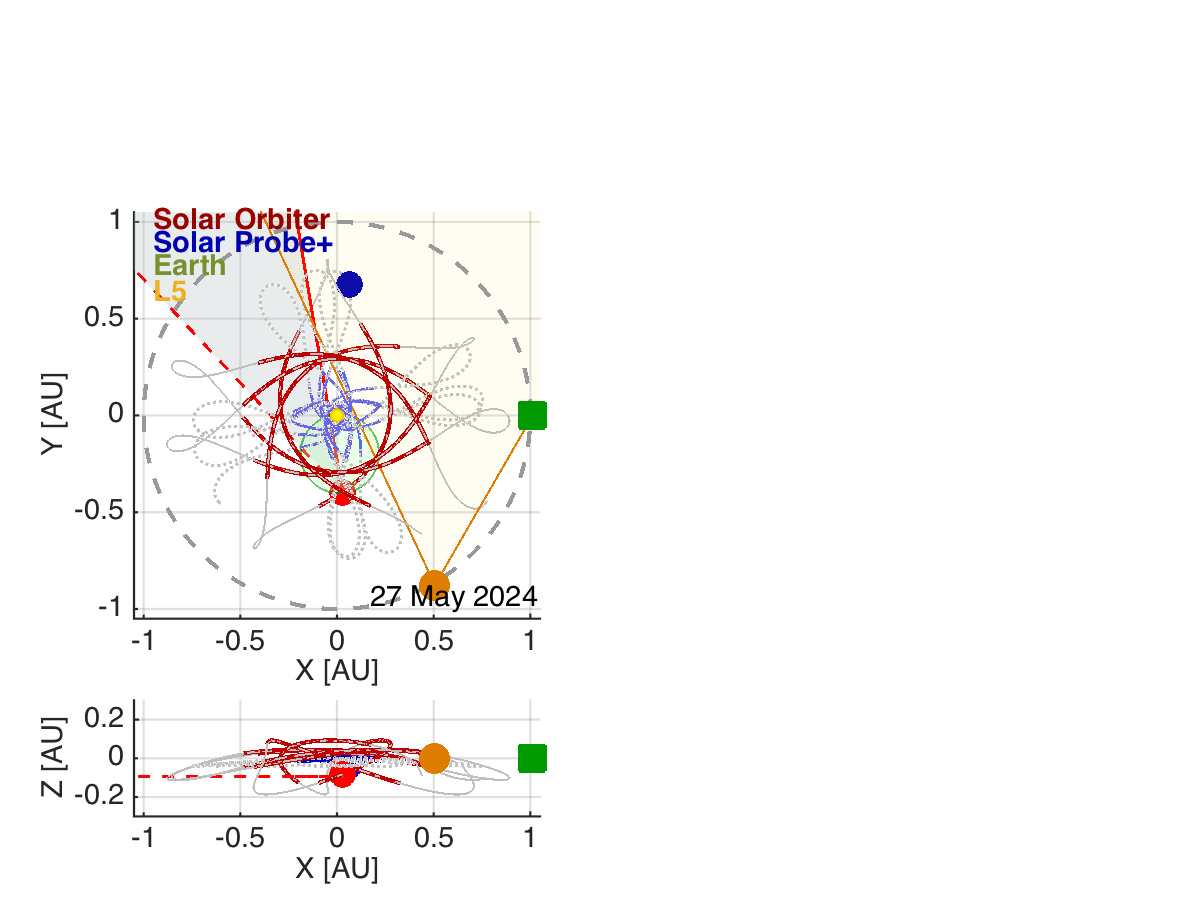 Solar Orbiter
Solar Probe+
Earth
L5
1
0.5
0
-0.5
-1
Y [AU]
27 May 2024
-1 -0.5 0 0.5 1
X [AU]
0.2
0
-0.2
Z [AU]
-1 -0.5 0 0.5 1
X [AU]